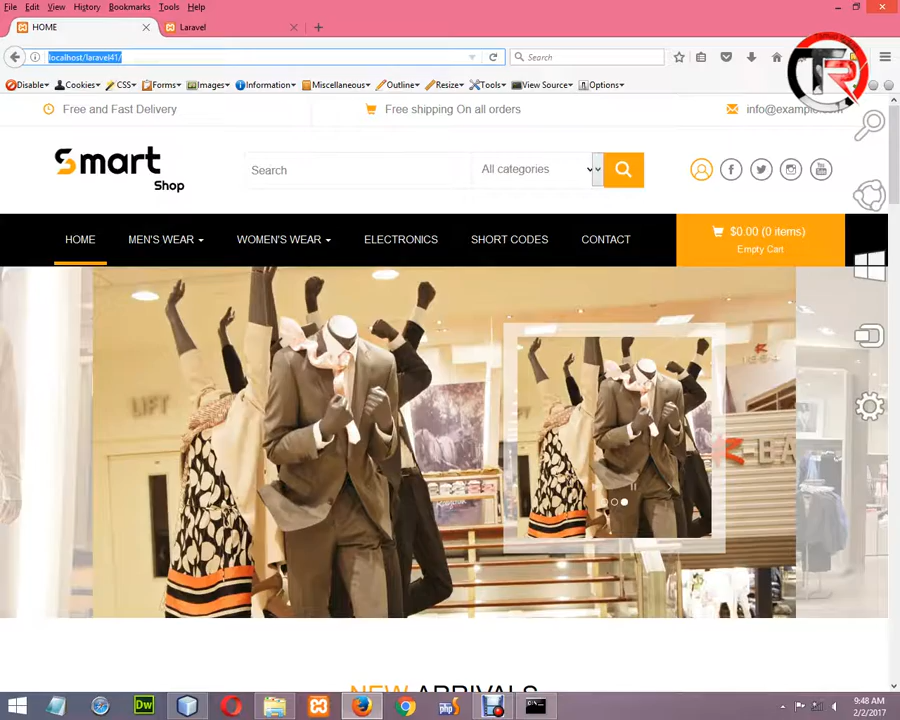 File Edit View History Bookmarks Tools Help
HOME
Laravel
localhost/laravel41/
Search
Disable
Cookies
CSS
Forms
Images
Information
Miscellaneous
Outline
Resize
Tools
View Source
Options
Free and Fast Delivery
Free shipping On all orders
info@example.com
Smart
Shop
Search
All categories
HOME
MEN'S WEAR
WOMEN'S WEAR
ELECTRONICS
SHORT CODES
CONTACT
$0.00 (0 items)
Empty Cart
LIFT
NEW ARRIVALS
Dw
php
9:48 AM
2/2/2017